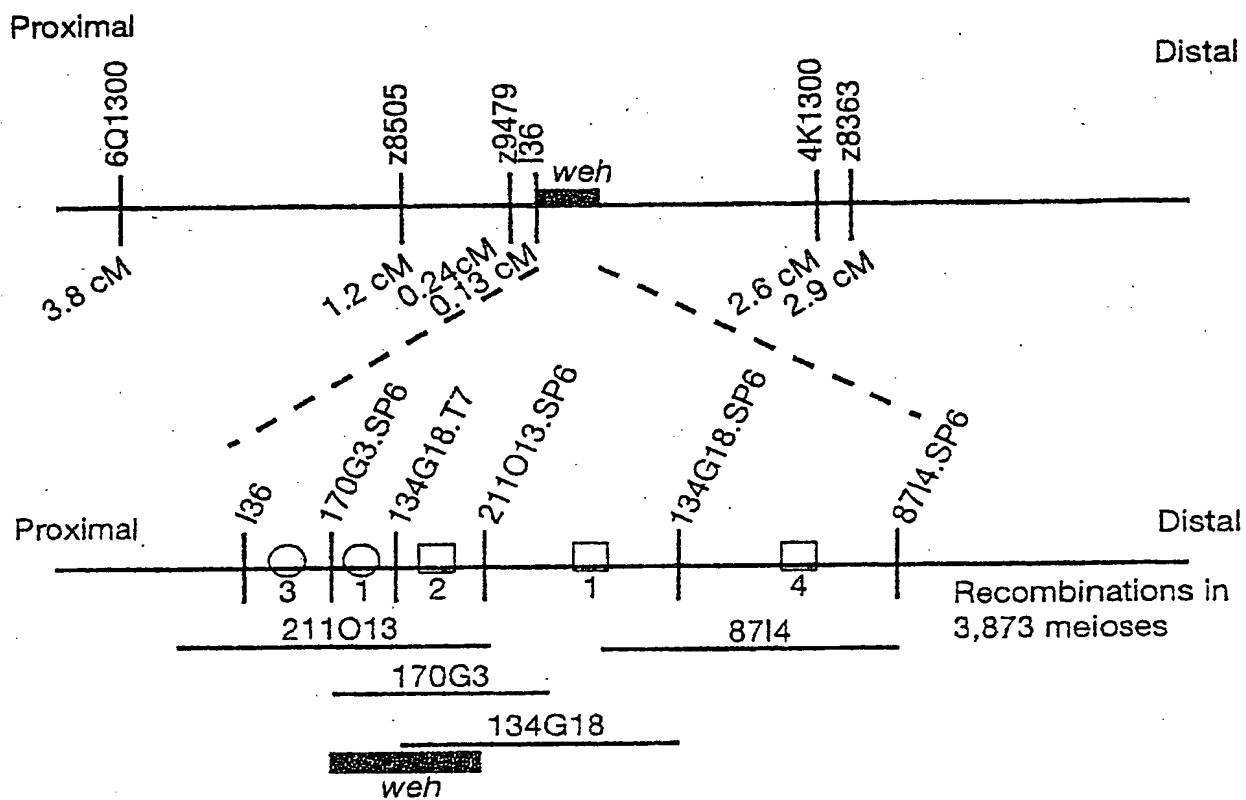 Proximal
Distal
6Q1300
z8505
z9479
I36
weh
4K1300
z8363
3.8 cM
1.2 cM
0.24cM
0.13 cM
2.6 cM
2.9 cM
I36
170G3.SP6
134G18.T7
211O13.SP6
134G18.SP6
87I4.SP6
Proximal
Distal
3
1
2
1
4
Recombinations in
3,873 meioses
211O13
87I4
170G3
134G18
weh